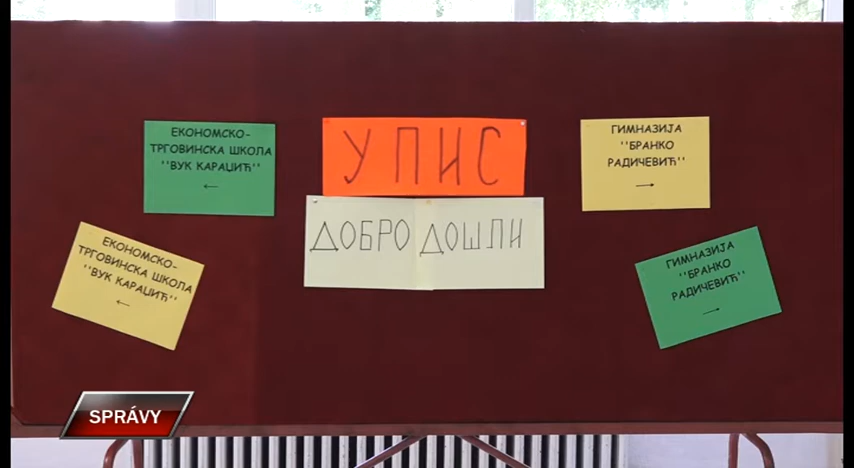 ЕКОНОМСКО-
ТРГОВИНСКА ШКОЛА
"ВУК КАРАЏИЋ"
←
УПИС
ДОБРО ДОШЛИ
ГИМНАЗИЈА
"БРАНКО
РАДИЧЕВИЋ"
→
ЕКОНОМСКО-
ТРГОВИНСКА ШКОЛА
"ВУК КАРАЏИЋ"
←
ГИМНАЗИЈА
"БРАНКО
РАДИЧЕВИЋ"
→
SPRÁVY